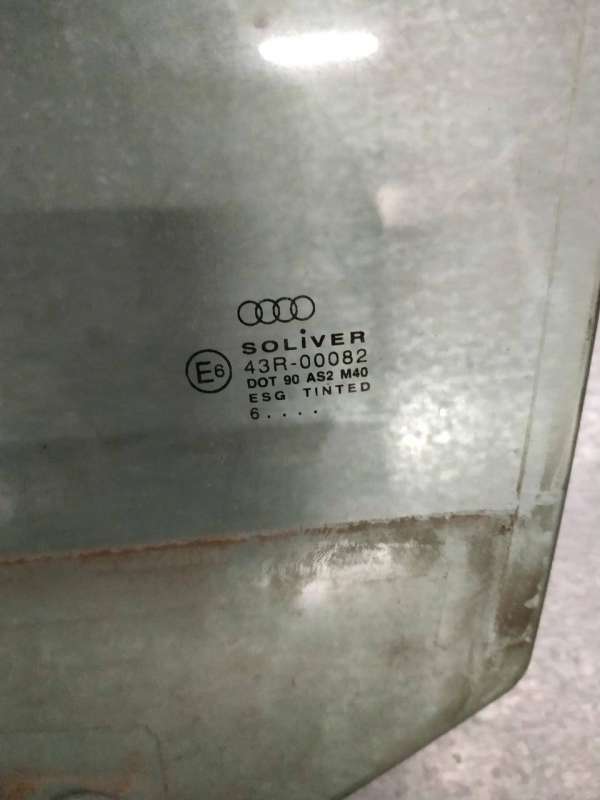 SOLiVER
E6 43R-00082
DOT 90 AS2 M40
ESG TINTED
6....